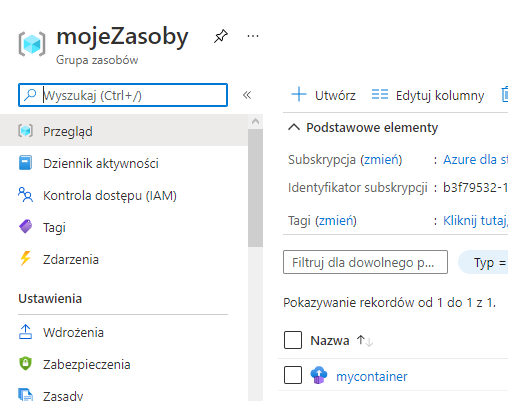 mojeZasoby
Grupa zasobów
Wyszukaj (Ctrl+/)
Przegląd
Dziennik aktywności
Kontrola dostępu (IAM)
Tagi
Zdarzenia
Ustawienia
Wdrożenia
Zabezpieczenia
Zasady
Utwórz
Edytuj kolumny
Podstawowe elementy
Subskrypcja (zmień) : Azure dla
Identyfikator subskrypcji : b3f79532-1
Tagi (zmień) : Kliknij tutaj,
Filtruj dla dowolnego p...
Typ =
Pokazywanie rekordów od 1 do 1 z 1.
Nazwa
mycontainer